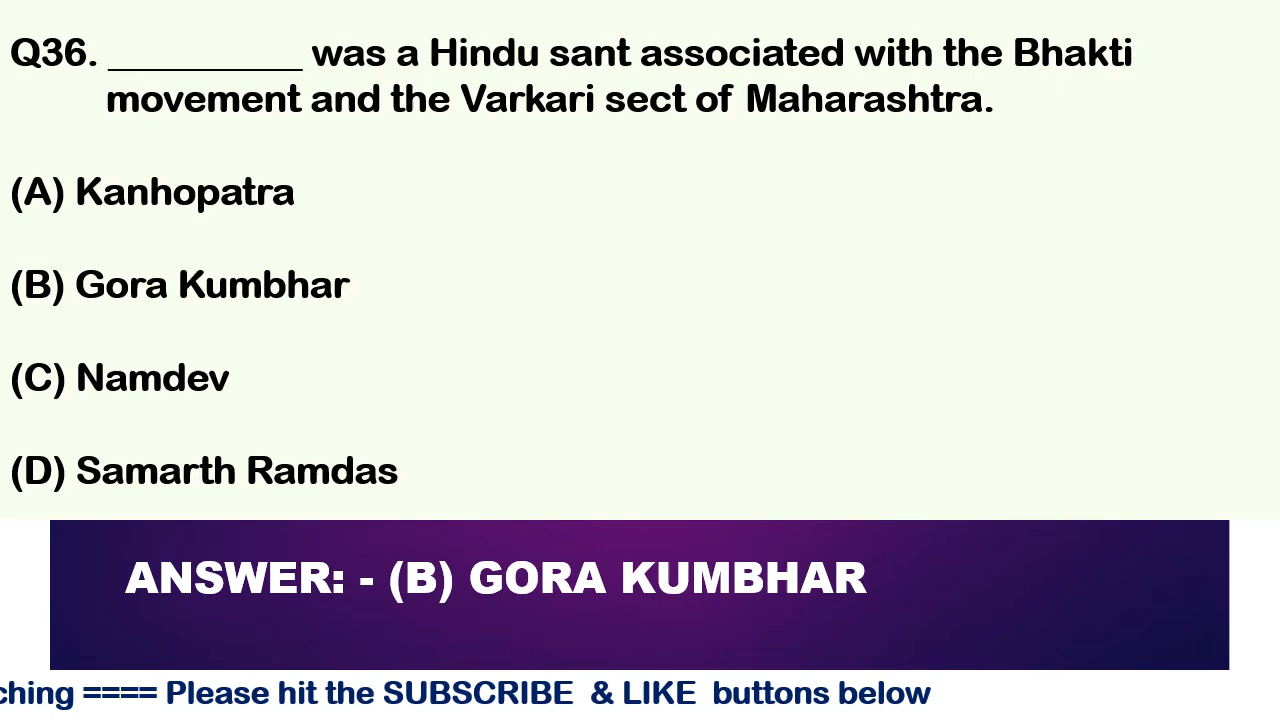 Q36. __________ was a Hindu sant associated with the Bhakti
movement and the Varkari sect of Maharashtra.
(A) Kanhopatra
(B) Gora Kumbhar
(C) Namdev
(D) Samarth Ramdas
ANSWER: - (B) GORA KUMBHAR
ching ==== Please hit the SUBSCRIBE & LIKE buttons below